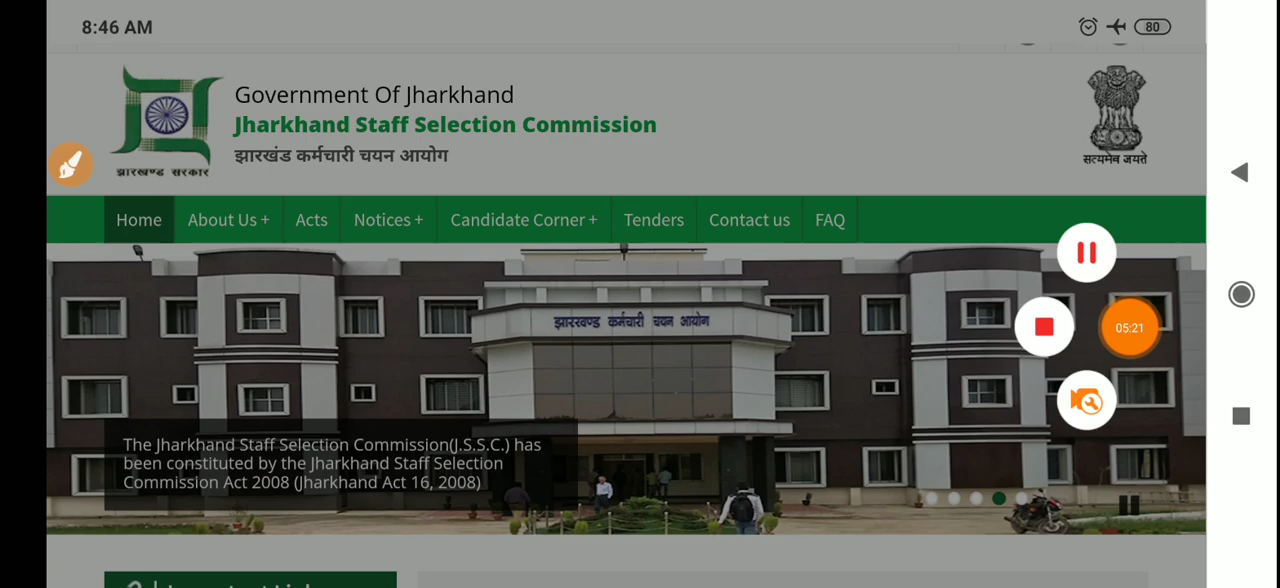 8:46 AM
80
Government Of Jharkhand
Jharkhand Staff Selection Commission
झारखंड कर्मचारी चयन आयोग
झारखण्ड सरकार
सत्यमेव जयते
Home About Us + Acts Notices + Candidate Corner + Tenders Contact us FAQ
झारखण्ड कर्मचारी चयन आयोग
05:21
The Jharkhand Staff Selection Commission(J.S.S.C.) has
been constituted by the Jharkhand Staff Selection
Commission Act 2008 (Jharkhand Act 16, 2008)